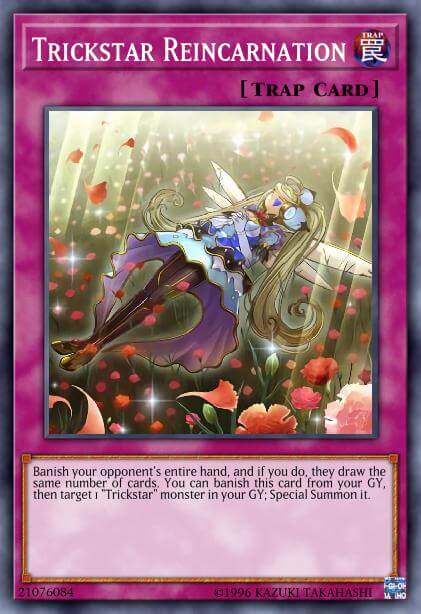 TRICKSTAR REINCARNATION
TRAP
罠
[TRAP CARD]
Banish your opponent's entire hand, and if you do, they draw the
same number of cards. You can banish this card from your GY,
then target 1 "Trickstar" monster in your GY; Special Summon it.
21076084
©1996 KAZUKI TAKAHASHI